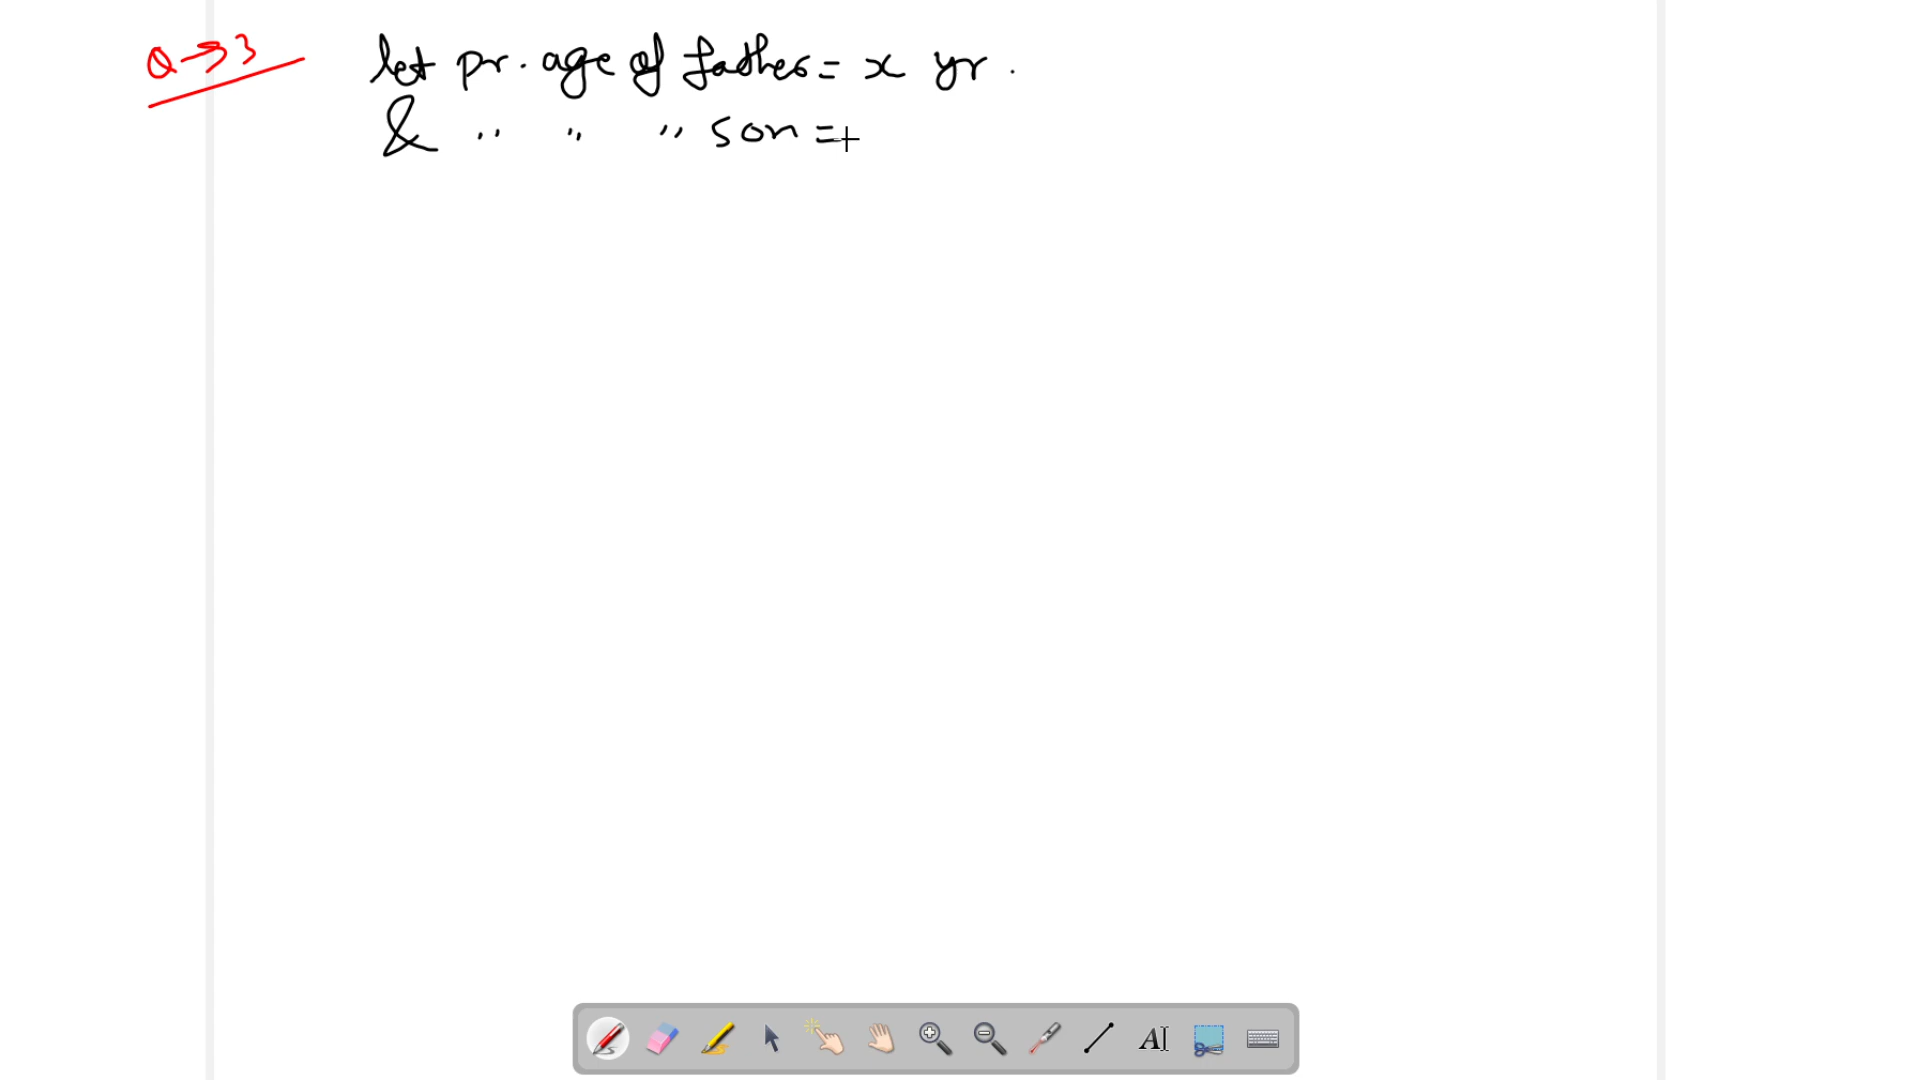 Q→3
let pr. age of father = x yr.
& " " " son =